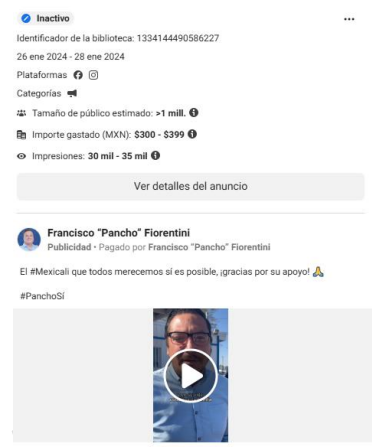 Inactivo
Identificador de la biblioteca: 1334144490586227
26 ene 2024 - 28 ene 2024
Plataformas
Categorías
Tamaño de público estimado: >1 mill.
Importe gastado (MXN): $300 - $399
Impresiones: 30 mil - 35 mil
Ver detalles del anuncio
Francisco "Pancho" Fiorentini
Publicidad • Pagado por Francisco "Pancho" Fiorentini
El #Mexicali que todos merecemos sí es posible, ¡gracias por su apoyo! 🙏
#PanchoSí